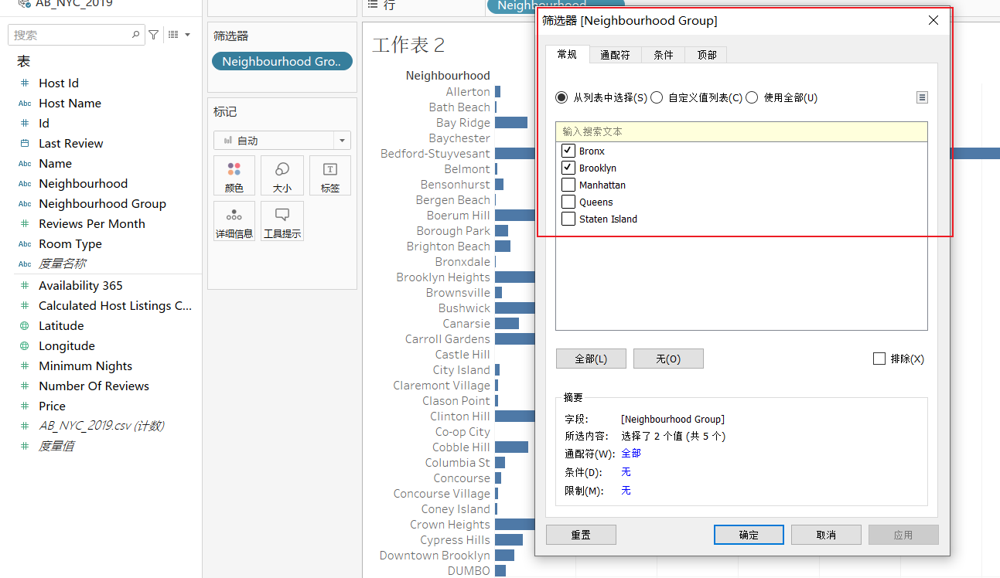 AB_NYC_2019
搜索
表
Host Id
Abc Host Name
Id
Last Review
Abc Name
Abc Neighbourhood
Abc Neighbourhood Group
Reviews Per Month
Abc Room Type
Abc 度量名称
Availability 365
Calculated Host Listings C...
Latitude
Longitude
Minimum Nights
Number Of Reviews
Price
AB_NYC_2019.csv (计数)
度量值
筛选器
Neighbourhood Gro..
标记
自动
颜色
大小
T
标签
详细信息
工具提示
行
Neighbourhood
工作表 2
Neighbourhood
Allerton
Bath Beach
Bay Ridge
Baychester
Bedford-Stuyvesant
Belmont
Bensonhurst
Bergen Beach
Boerum Hill
Borough Park
Brighton Beach
Bronxdale
Brooklyn Heights
Brownsville
Bushwick
Canarsie
Carroll Gardens
Castle Hill
City Island
Claremont Village
Clason Point
Clinton Hill
Co-op City
Cobble Hill
Columbia St
Concourse
Concourse Village
Coney Island
Crown Heights
Cypress Hills
Downtown Brooklyn
DUMBO
筛选器 [Neighbourhood Group]
常规 通配符 条件 顶部
从列表中选择(S) 自定义值列表(C) 使用全部(U)
输入搜索文本
Bronx
Brooklyn
Manhattan
Queens
Staten Island
全部(L) 无(O) 排除(X)
摘要
字段: [Neighbourhood Group]
所选内容: 选择了 2 个值 (共 5 个)
通配符(W): 全部
条件(D): 无
限制(M): 无
重置 确定 取消 应用